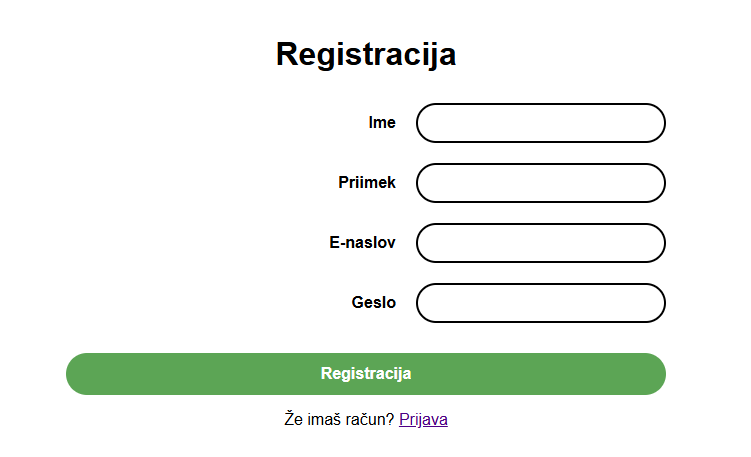 Registracija
Ime
Priimek
E-naslov
Geslo
Registracija
Že imaš račun? Prijava